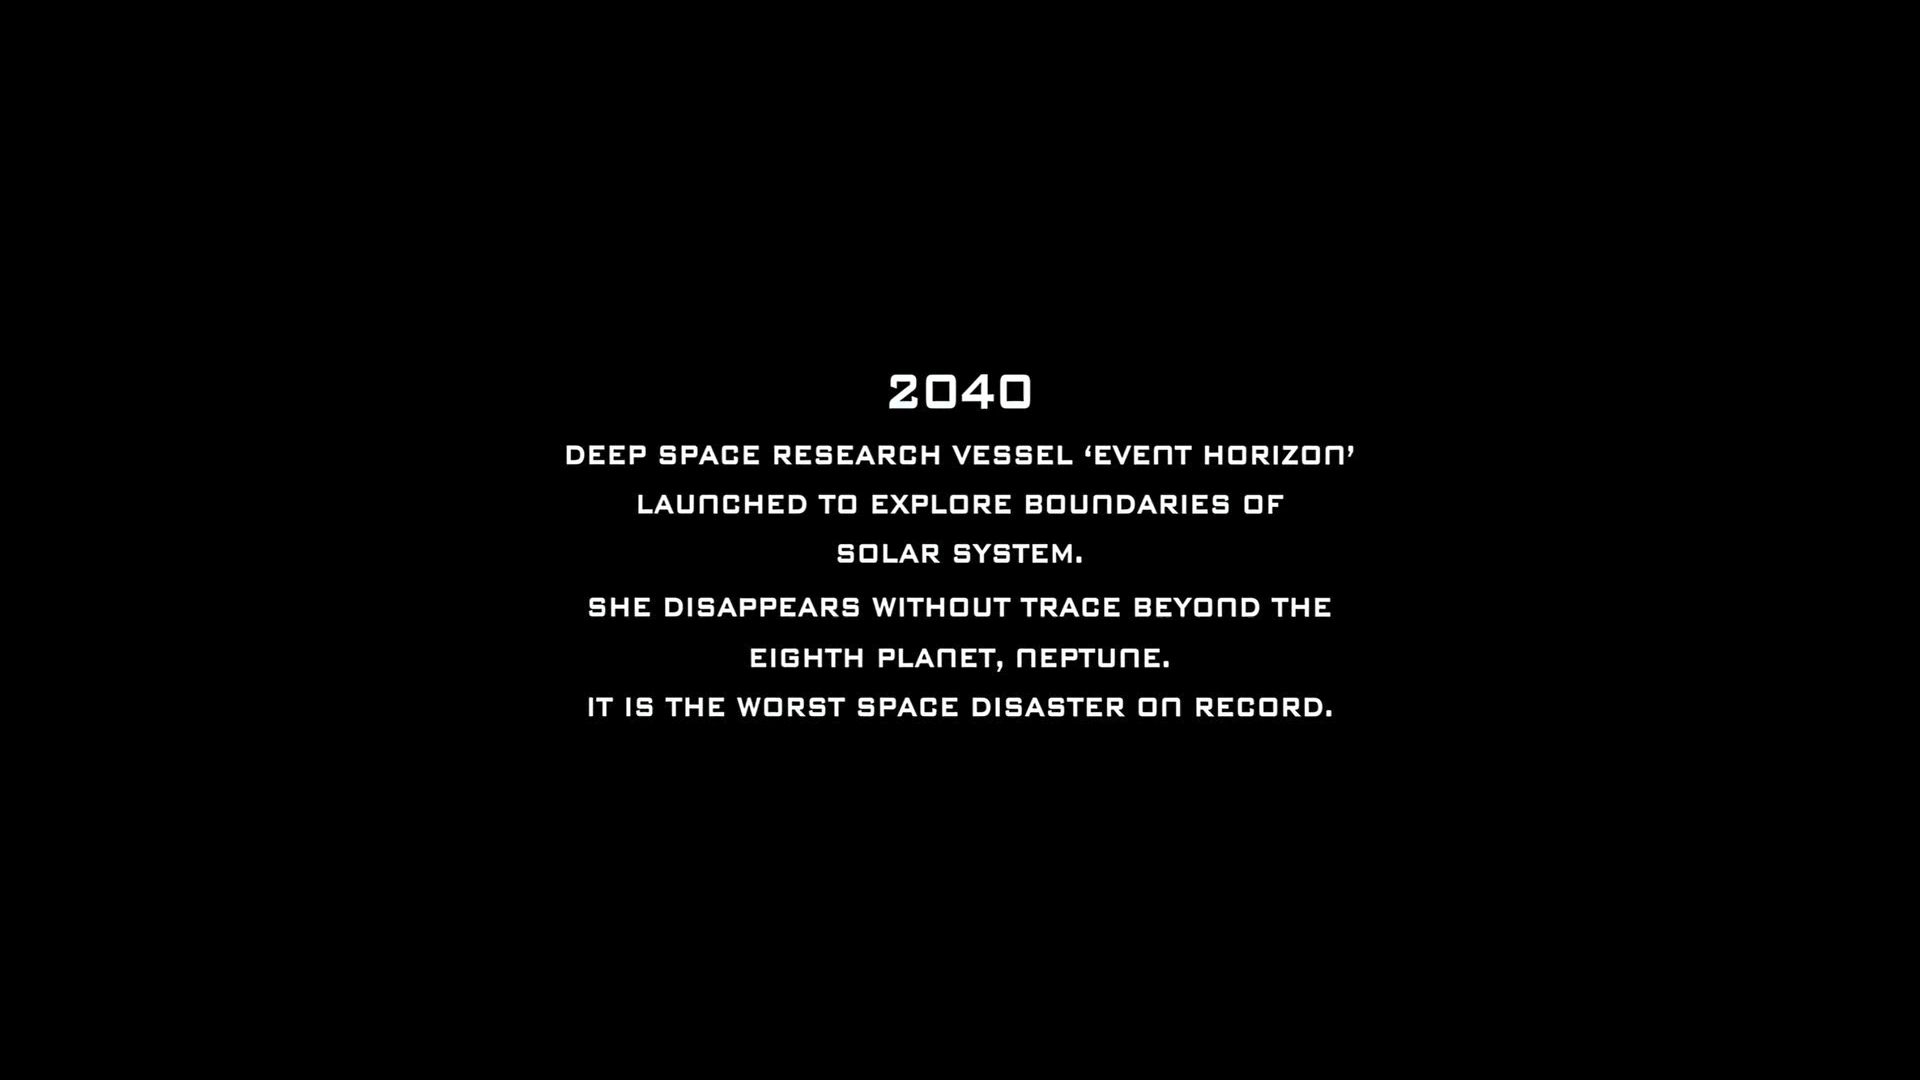 2040
DEEP SPACE RESEARCH VESSEL ‘EVENT HORIZON’
LAUNCHED TO EXPLORE BOUNDARIES OF
SOLAR SYSTEM.
SHE DISAPPEARS WITHOUT TRACE BEYOND THE
EIGHTH PLANET, NEPTUNE.
IT IS THE WORST SPACE DISASTER ON RECORD.